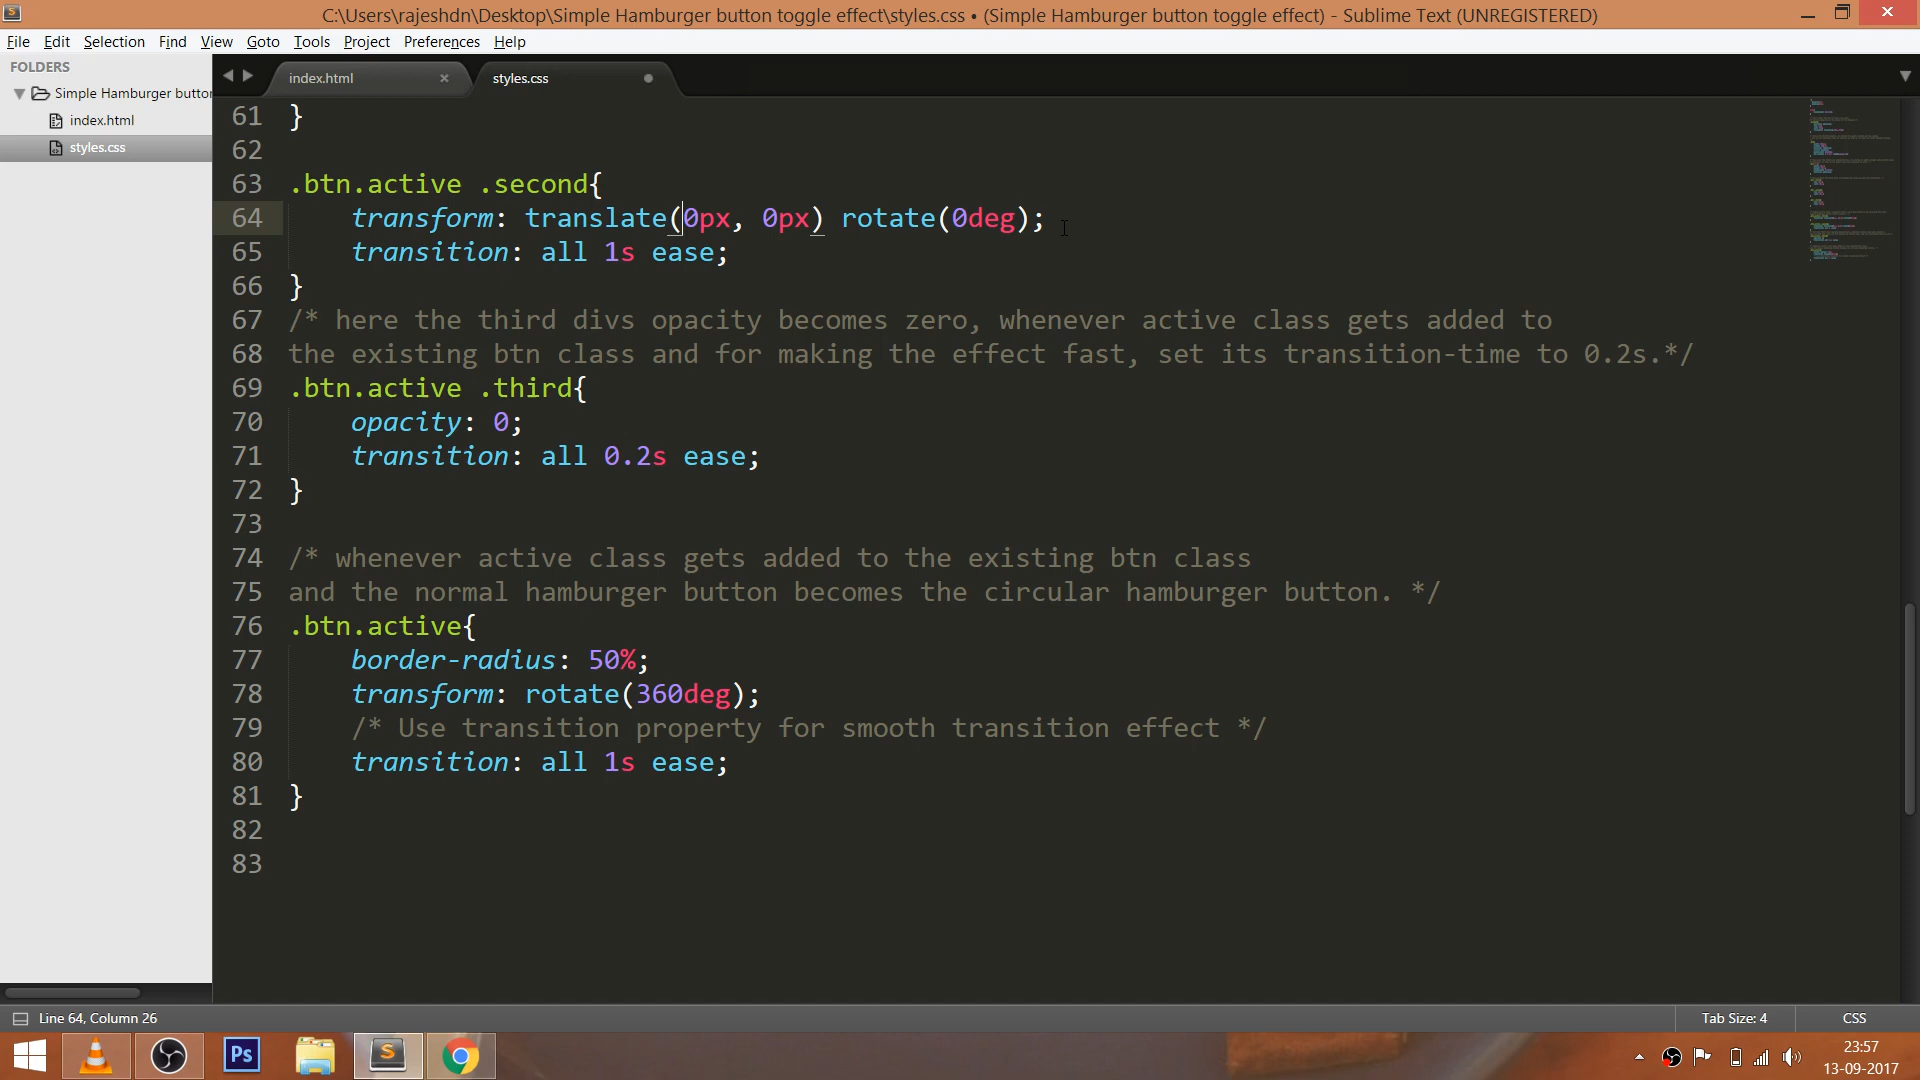 C:\Users\rajeshdn\Desktop\Simple Hamburger button toggle effect\styles.css • (Simple Hamburger button toggle effect) - Sublime Text (UNREGISTERED)
File Edit Selection Find View Goto Tools Project Preferences Help
FOLDERS
Simple Hamburger butto
index.html
styles.css
index.html
styles.css
61 }
62
63 .btn.active .second{
64 transform: translate(0px, 0px) rotate(0deg);
65 transition: all 1s ease;
66 }
67 /* here the third divs opacity becomes zero, whenever active class gets added to
68 the existing btn class and for making the effect fast, set its transition-time to 0.2s.*/
69 .btn.active .third{
70 opacity: 0;
71 transition: all 0.2s ease;
72 }
73
74 /* whenever active class gets added to the existing btn class
75 and the normal hamburger button becomes the circular hamburger button. */
76 .btn.active{
77 border-radius: 50%;
78 transform: rotate(360deg);
79 /* Use transition property for smooth transition effect */
80 transition: all 1s ease;
81 }
82
83
Line 64, Column 26
Tab Size: 4
CSS
Ps
23:57
13-09-2017